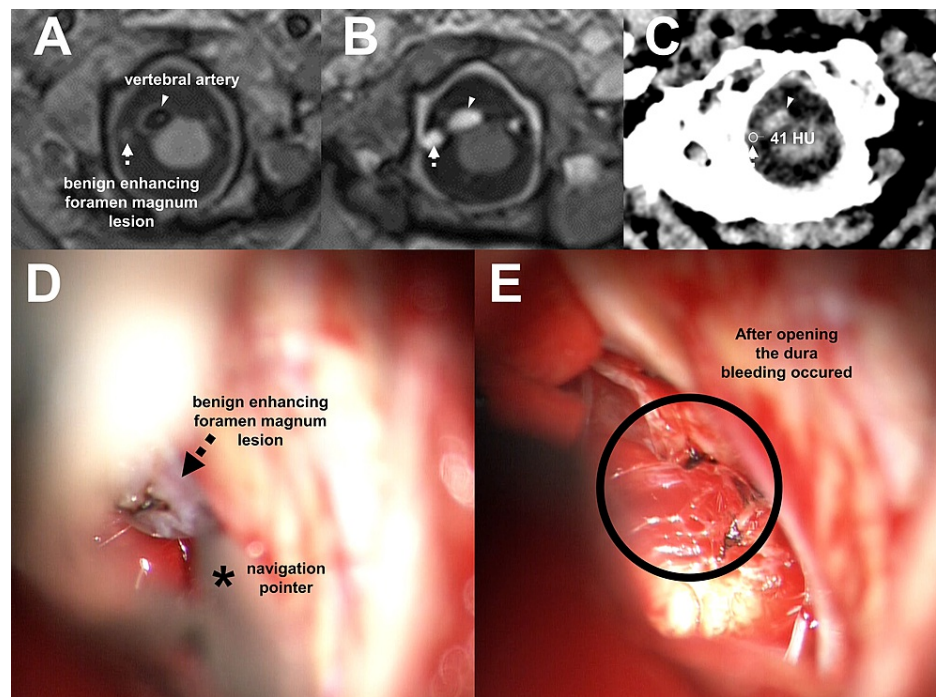 A
vertebral artery
benign enhancing
foramen magnum
lesion
B
C
41 HU
D
benign enhancing
foramen magnum
lesion
*
navigation
pointer
E
After opening
the dura
bleeding occured